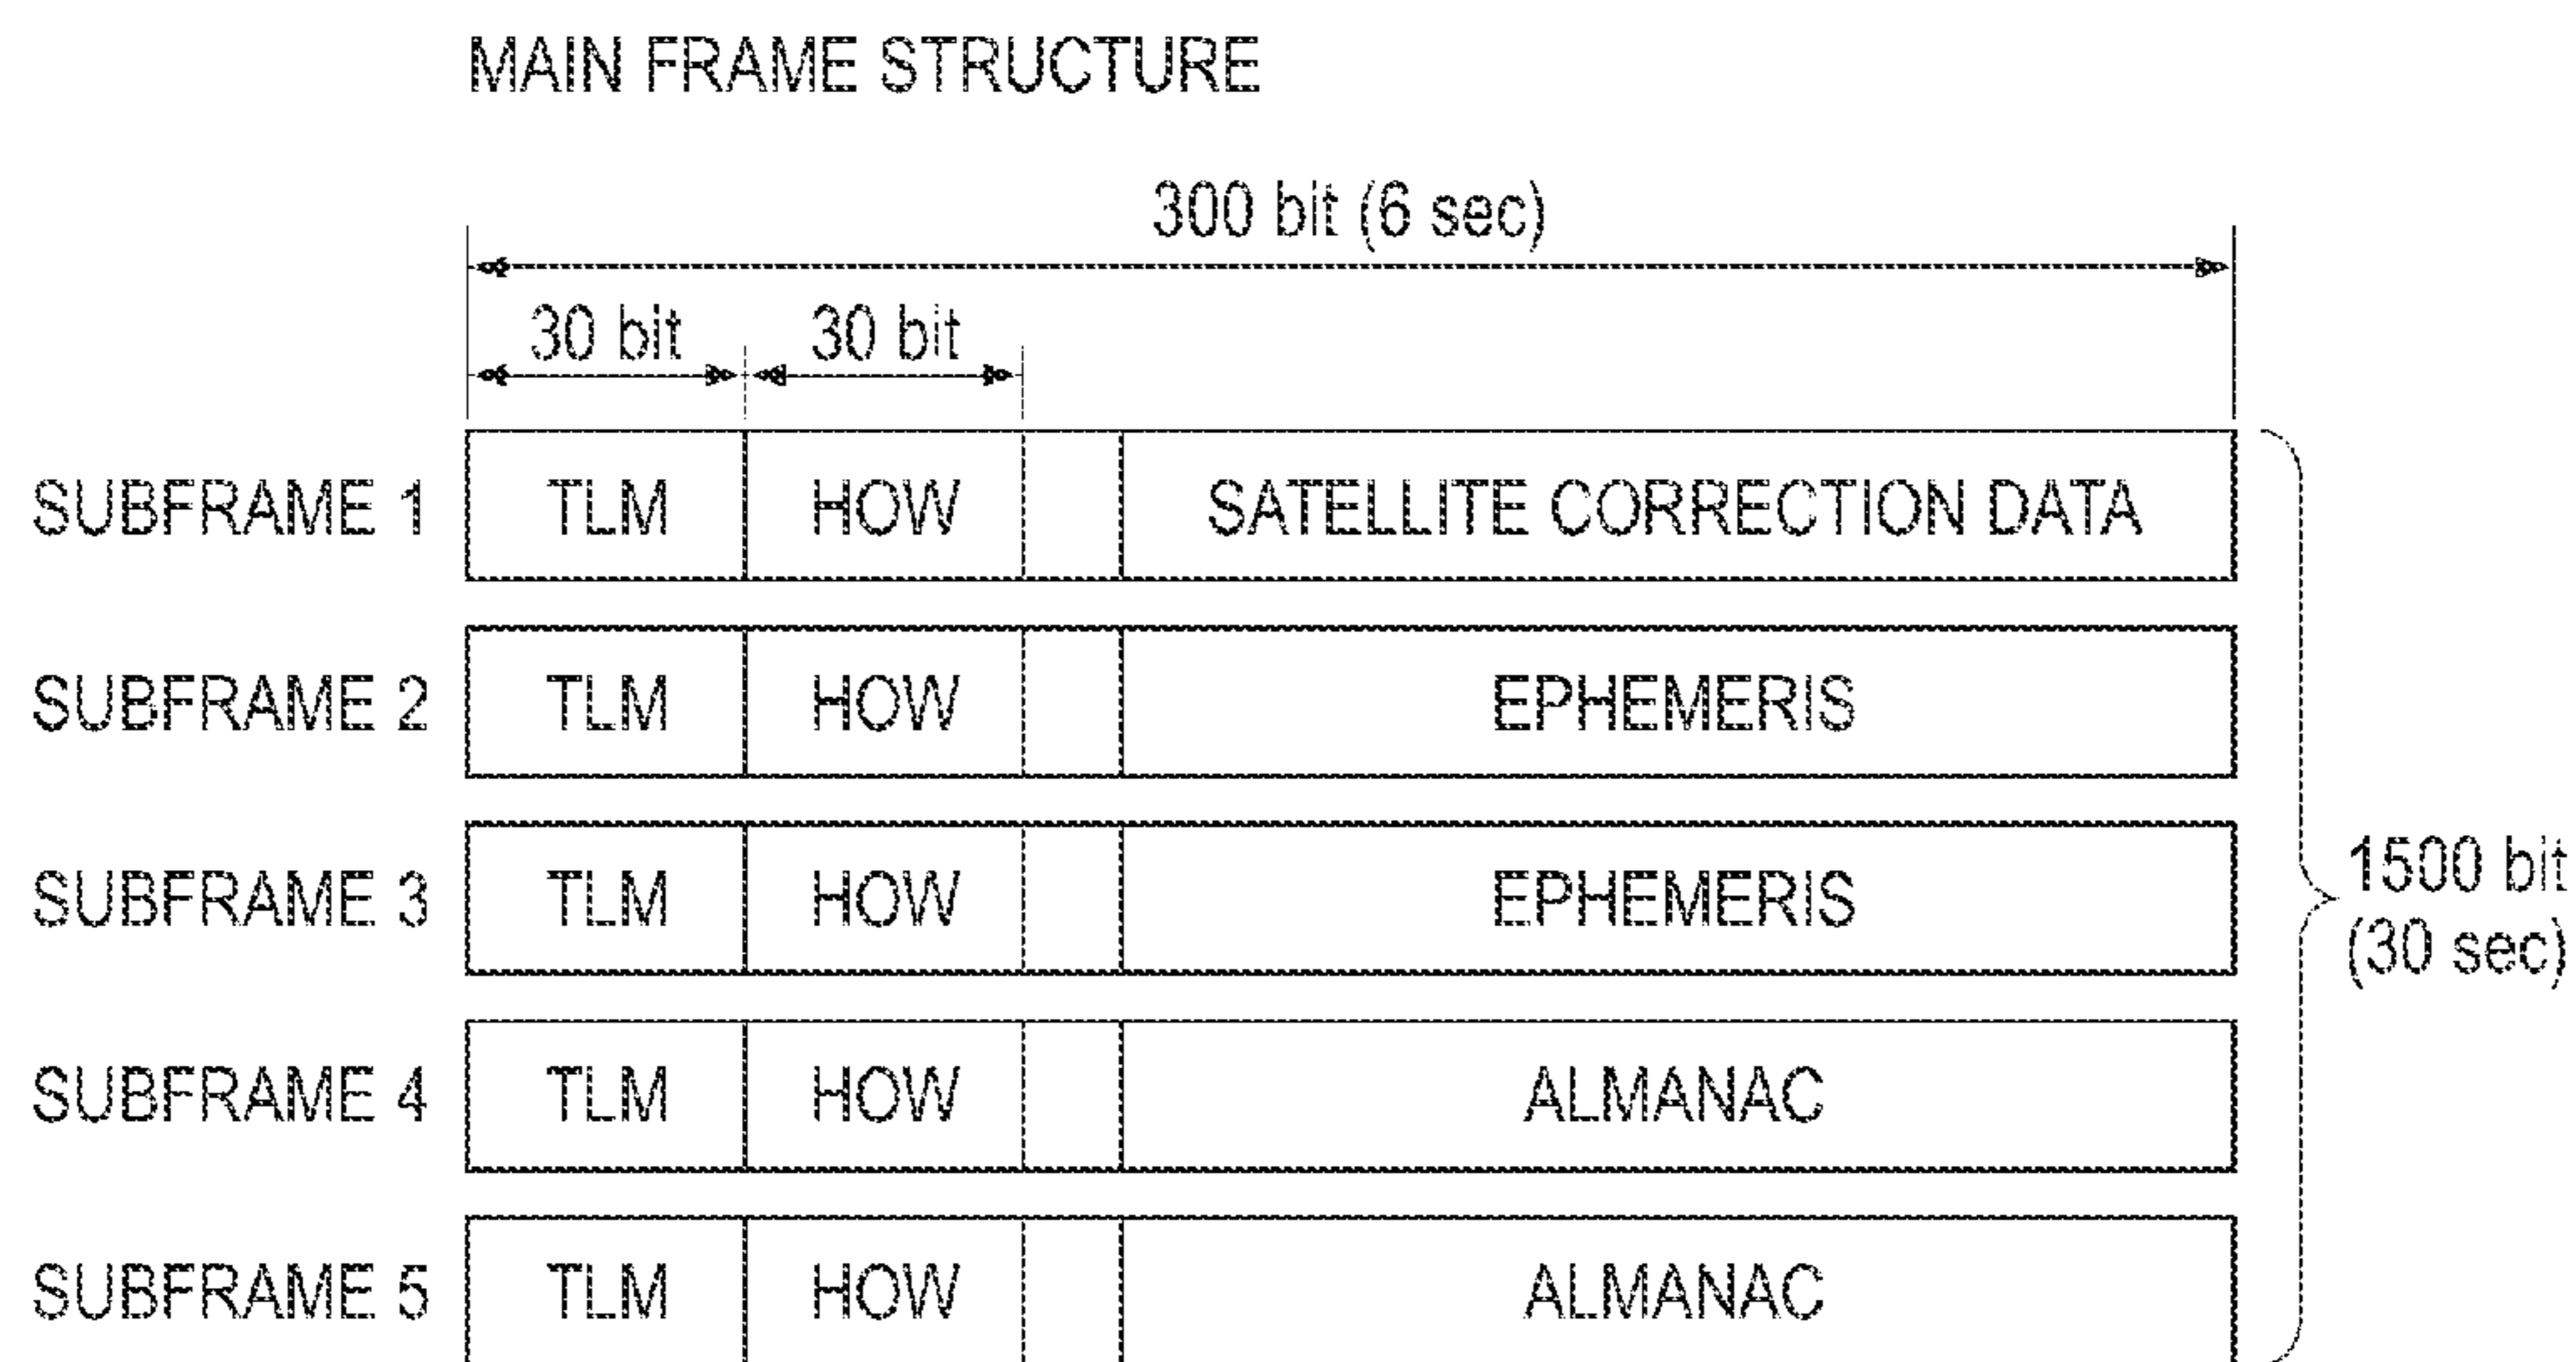 MAIN FRAME STRUCTURE
300 bit (6 sec)
30 bit 30 bit
SUBFRAME 1 TLM HOW SATELLITE CORRECTION DATA
SUBFRAME 2 TLM HOW EPHEMERIS
SUBFRAME 3 TLM HOW EPHEMERIS
1500 bit
(30 sec)
SUBFRAME 4 TLM HOW ALMANAC
SUBFRAME 5 TLM HOW ALMANAC